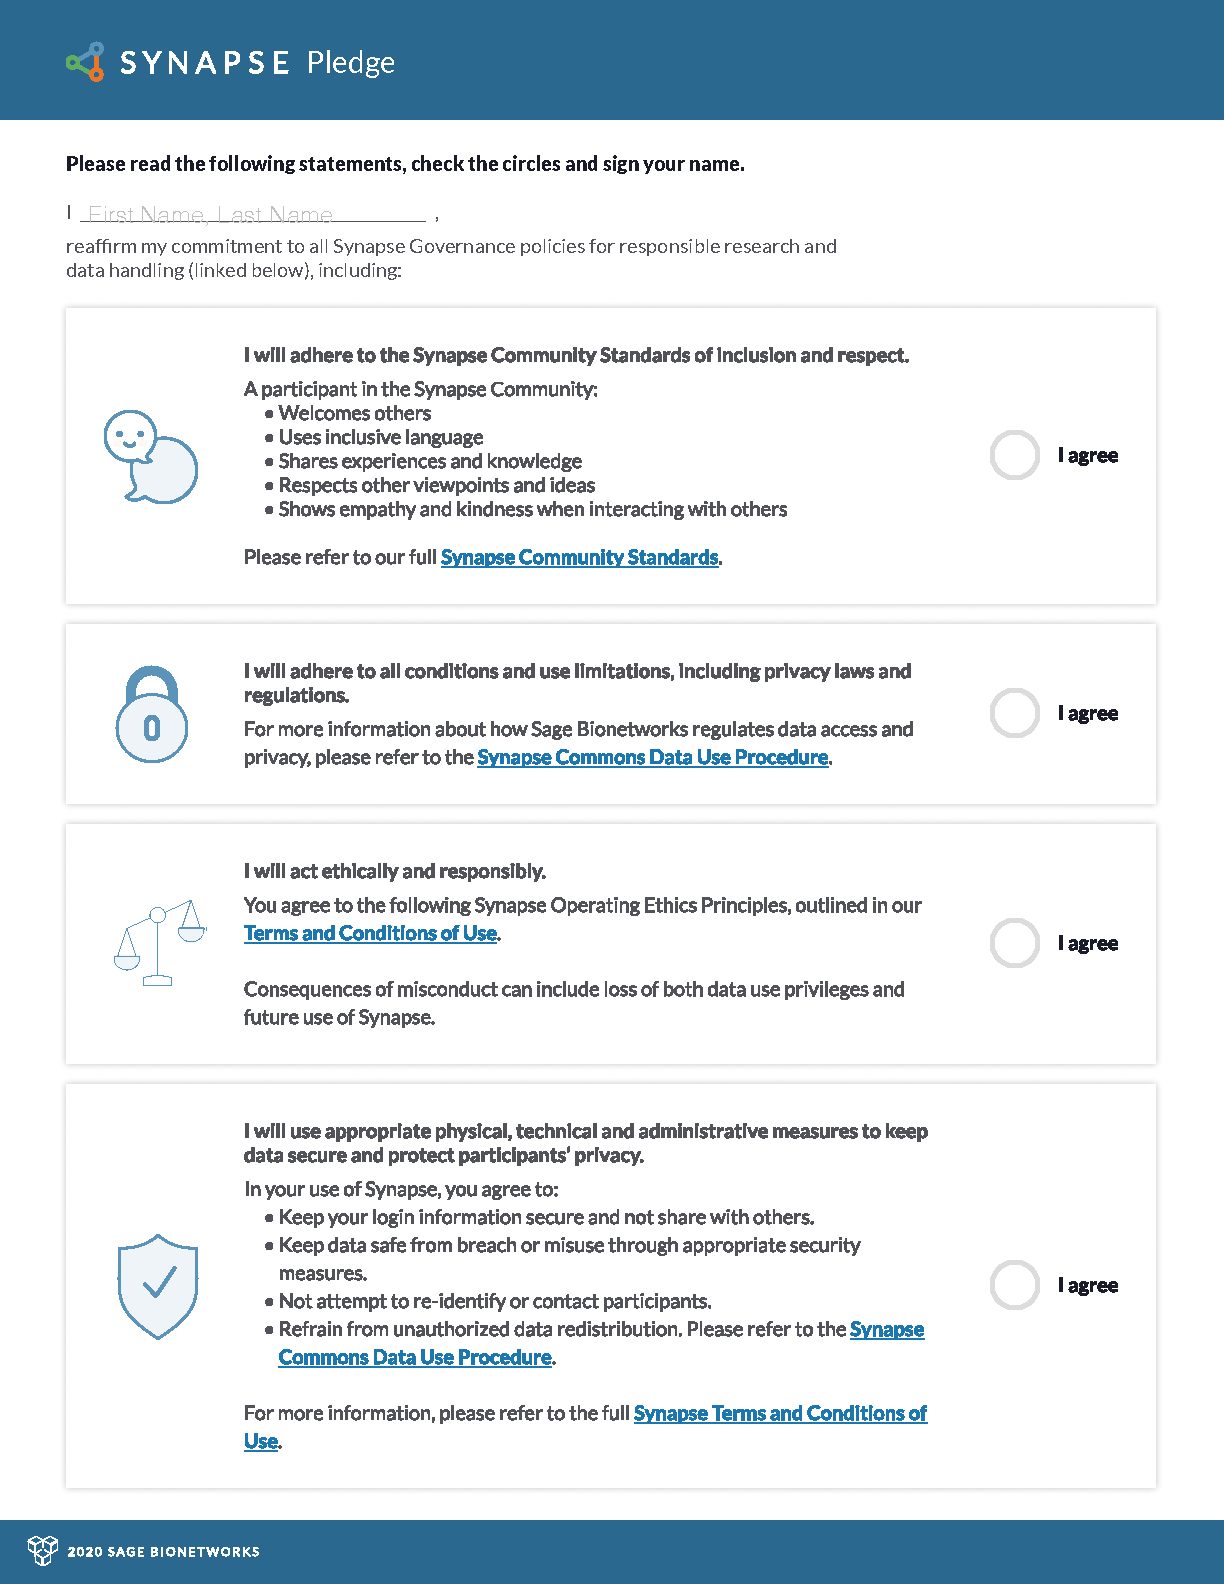 SYNAPSE Pledge
Please read the following statements, check the circles and sign your name.
I First Name, Last Name ,
reaffirm my commitment to all Synapse Governance policies for responsible research and
data handling (linked below), including:
I will adhere to the Synapse Community Standards of inclusion and respect.
A participant in the Synapse Community:
• Welcomes others
• Uses inclusive language
• Shares experiences and knowledge
• Respects other viewpoints and ideas
• Shows empathy and kindness when interacting with others
Please refer to our full Synapse Community Standards.
I agree
I will adhere to all conditions and use limitations, including privacy laws and
regulations.
For more information about how Sage Bionetworks regulates data access and
privacy, please refer to the Synapse Commons Data Use Procedure.
I agree
I will act ethically and responsibly.
You agree to the following Synapse Operating Ethics Principles, outlined in our
Terms and Conditions of Use.
Consequences of misconduct can include loss of both data use privileges and
future use of Synapse.
I agree
I will use appropriate physical, technical and administrative measures to keep
data secure and protect participants' privacy.
In your use of Synapse, you agree to:
• Keep your login information secure and not share with others.
• Keep data safe from breach or misuse through appropriate security
measures.
• Not attempt to re-identify or contact participants.
• Refrain from unauthorized data redistribution. Please refer to the Synapse
Commons Data Use Procedure.
For more information, please refer to the full Synapse Terms and Conditions of
Use.
I agree
2020 SAGE BIONETWORKS